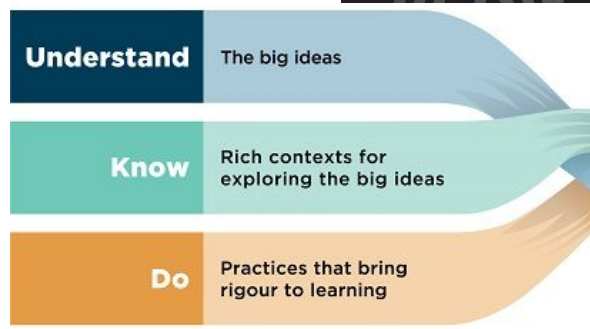 Understand
The big ideas
Know
Rich contexts for
exploring the big ideas
Do
Practices that bring
rigour to learning